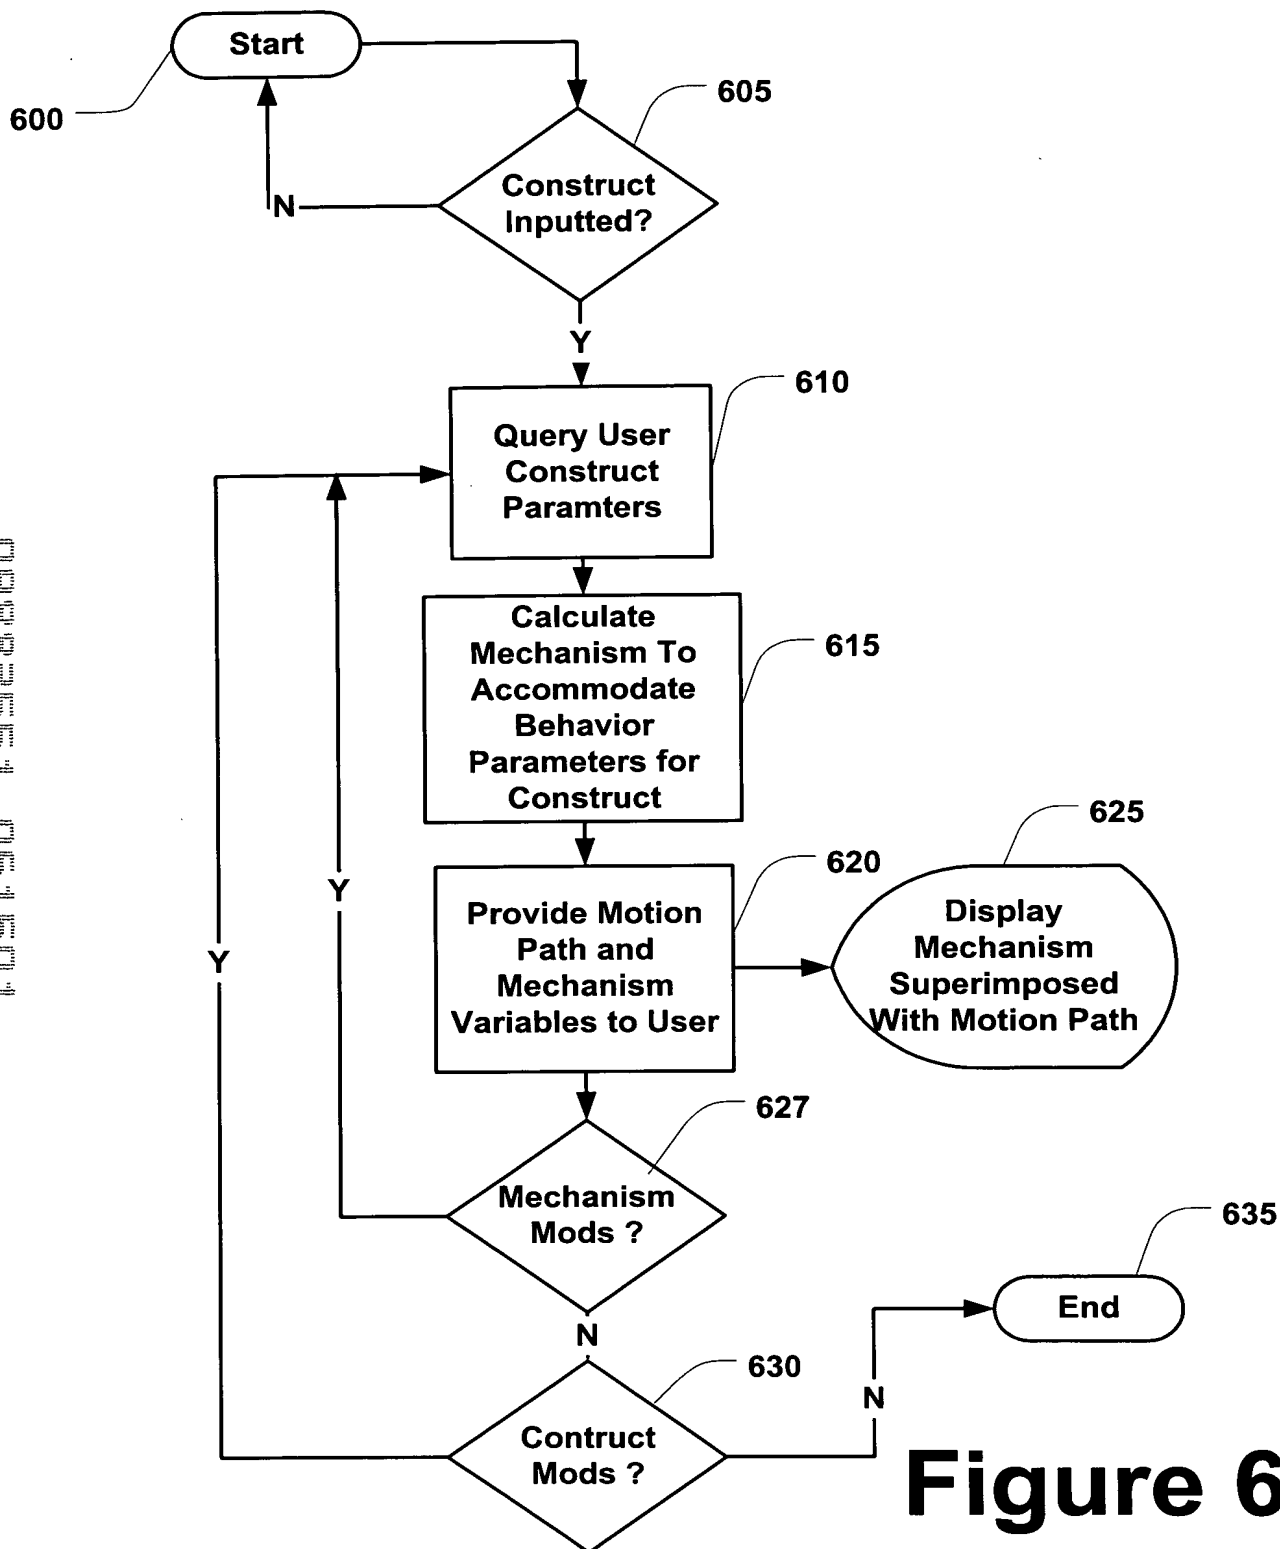 Start
600
605
Construct
Inputted?
N
Y
610
Query User
Construct
Paramters
Calculate
Mechanism To
Accommodate
Behavior
Parameters for
Construct
615
625
620
Provide Motion
Path and
Mechanism
Variables to User
Display
Mechanism
Superimposed
With Motion Path
Y
Y
627
Mechanism
Mods ?
635
End
N
630
N
Contruct
Mods ?
Figure 6